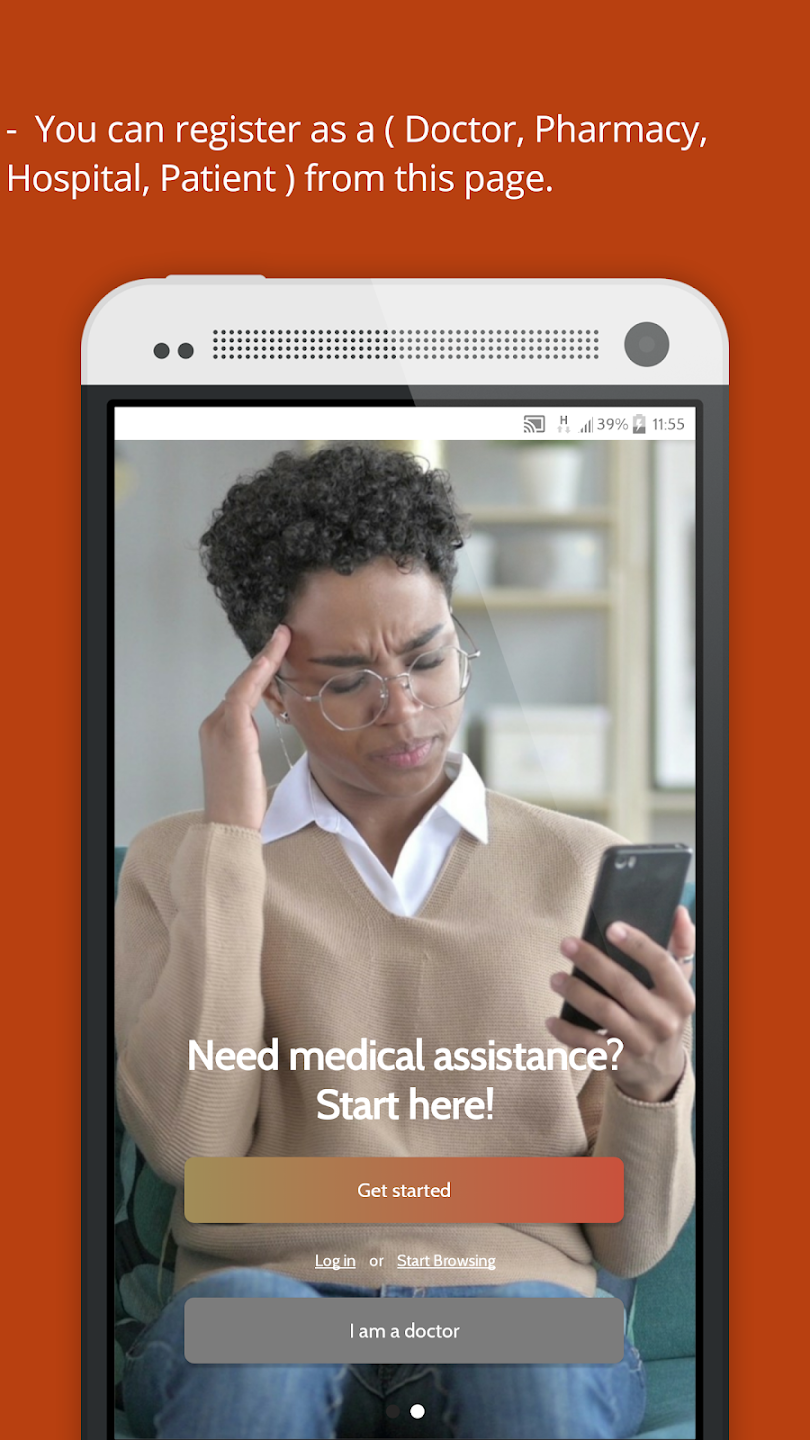 - You can register as a ( Doctor, Pharmacy,
Hospital, Patient ) from this page.
H 39% 11:55
Need medical assistance?
Start here!
Get started
Log in or Start Browsing
I am a doctor